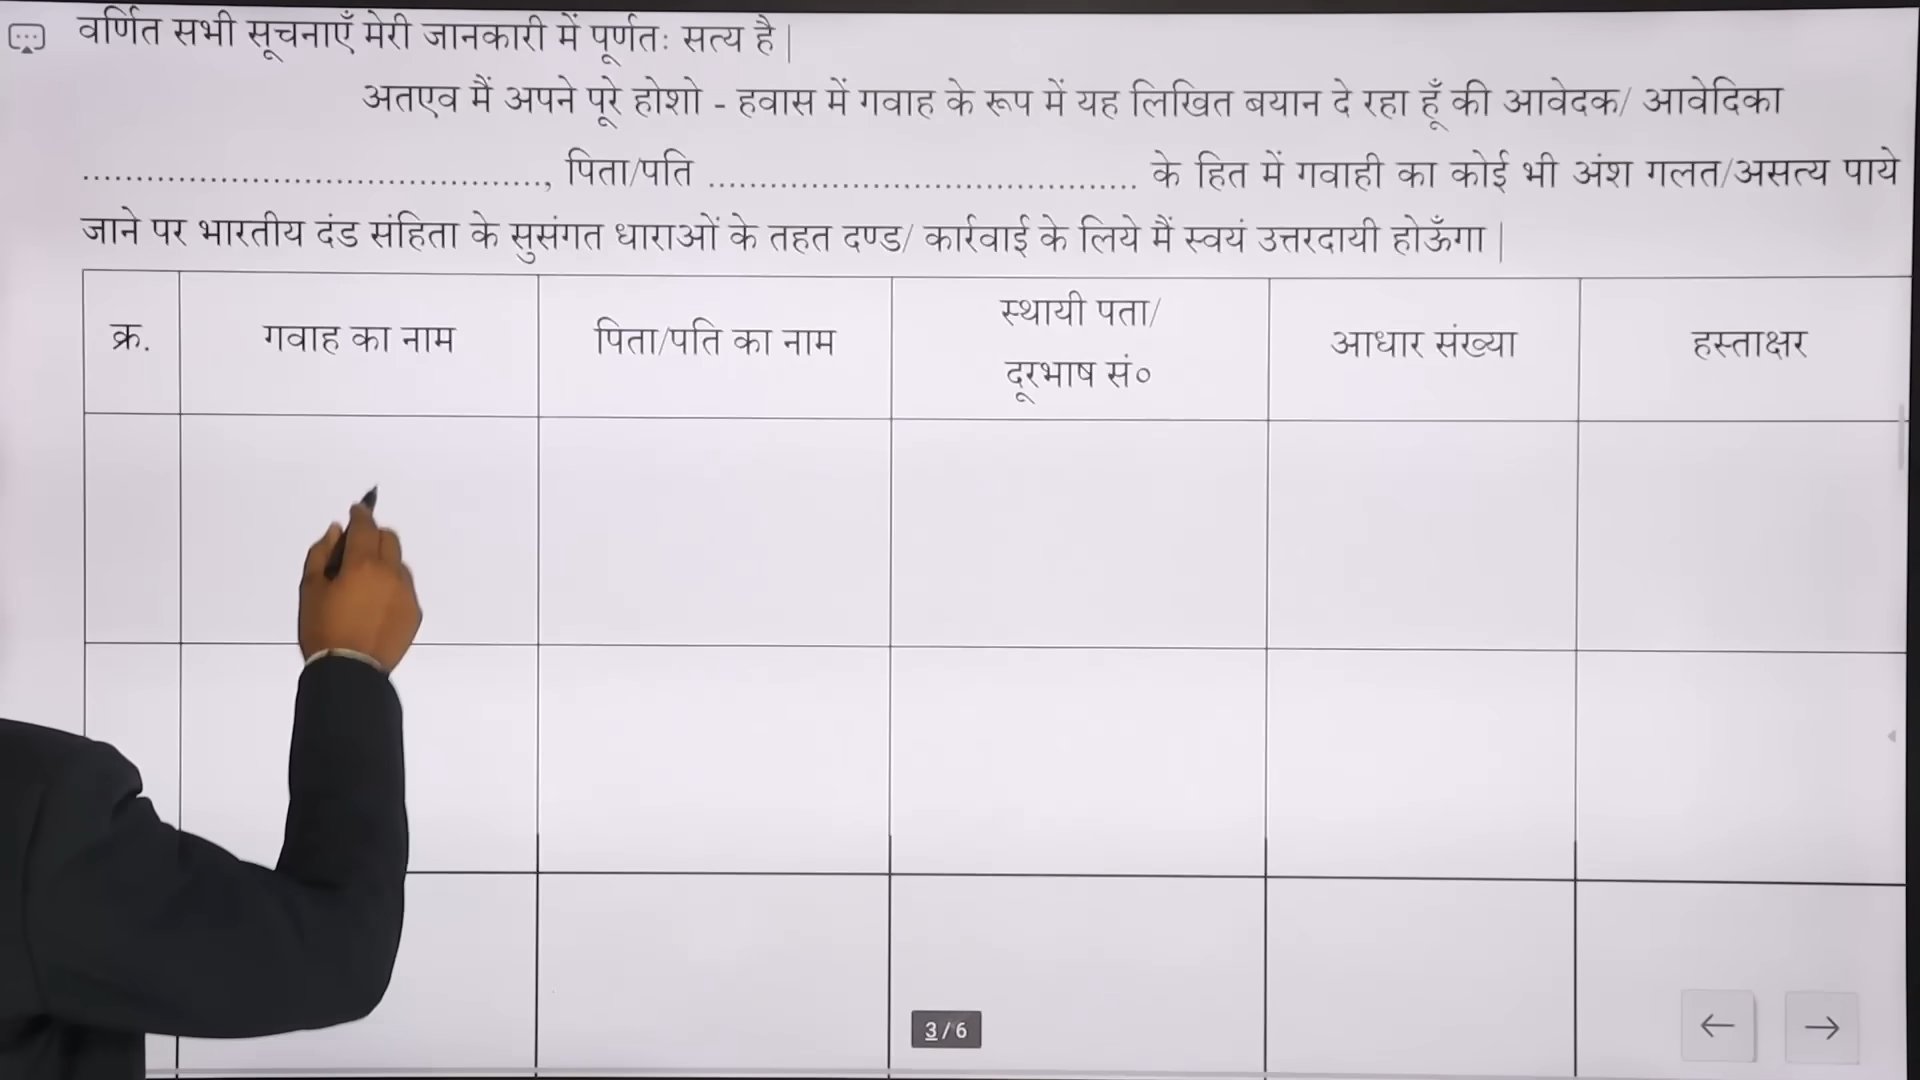 वर्णित सभी सूचनाएँ मेरी जानकारी में पूर्णतः सत्य है |
अतएव मैं अपने पूरे होशो - हवास में गवाह के रूप में यह लिखित बयान दे रहा हूँ की आवेदक/ आवेदिका
............................................, पिता/पति ......................................... के हित में गवाही का कोई भी अंश गलत/असत्य पाये
जाने पर भारतीय दंड संहिता के सुसंगत धाराओं के तहत दण्ड/ कार्रवाई के लिये मैं स्वयं उत्तरदायी होऊँगा |
क्र. गवाह का नाम पिता/पति का नाम स्थायी पता/ आधार संख्या हस्ताक्षर
दूरभाष सं०
3 / 6